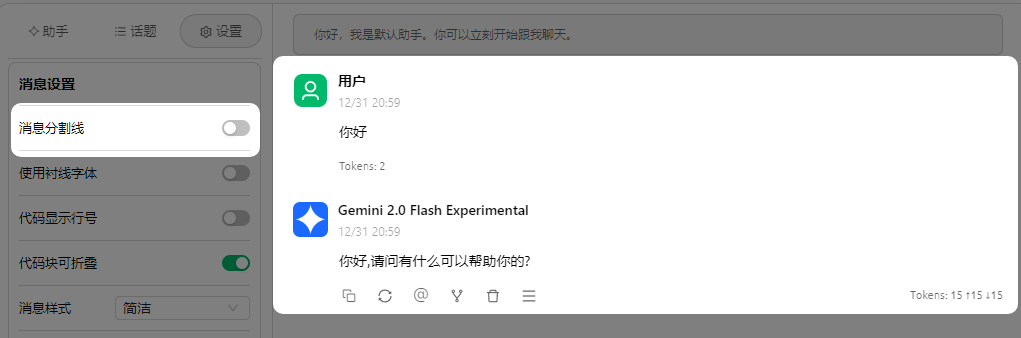 助手
话题
设置
消息设置
消息分割线
使用衬线字体
代码显示行号
代码块可折叠
消息样式
简洁
你好，我是默认助手。你可以立刻开始跟我聊天。
用户
12/31 20:59
你好
Tokens: 2
Gemini 2.0 Flash Experimental
12/31 20:59
你好,请问有什么可以帮助你的?
Tokens: 15 ↑15 ↓15